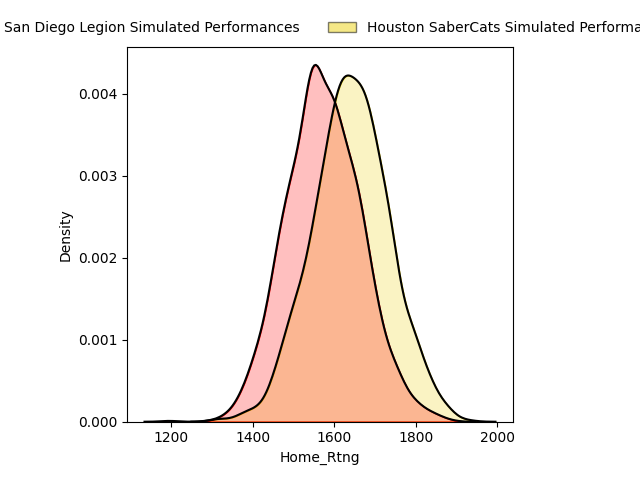 San Diego Legion Simulated Performances Houston SaberCats Simulated
0.004
0.003
0.002
0.001
0.000
Density
1200 1400 1600 1800 2000
Home_Rtng